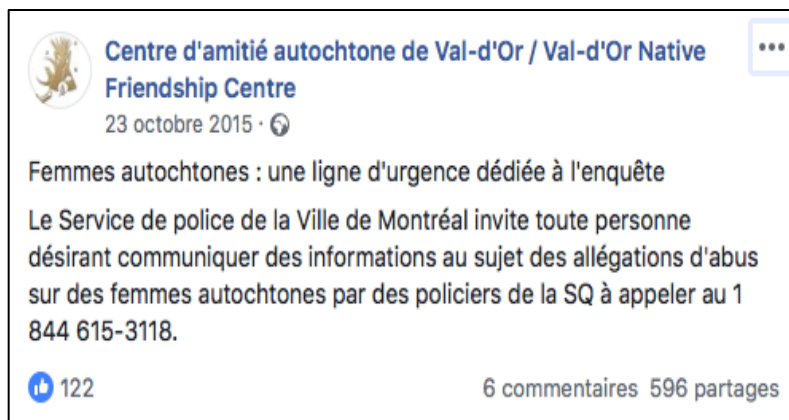 Centre d'amitié autochtone de Val-d'Or / Val-d'Or Native
Friendship Centre
23 octobre 2015 ·
Femmes autochtones : une ligne d'urgence dédiée à l'enquête
Le Service de police de la Ville de Montréal invite toute personne
désirant communiquer des informations au sujet des allégations d'abus
sur des femmes autochtones par des policiers de la SQ à appeler au 1
844 615-3118.
122
6 commentaires 596 partages